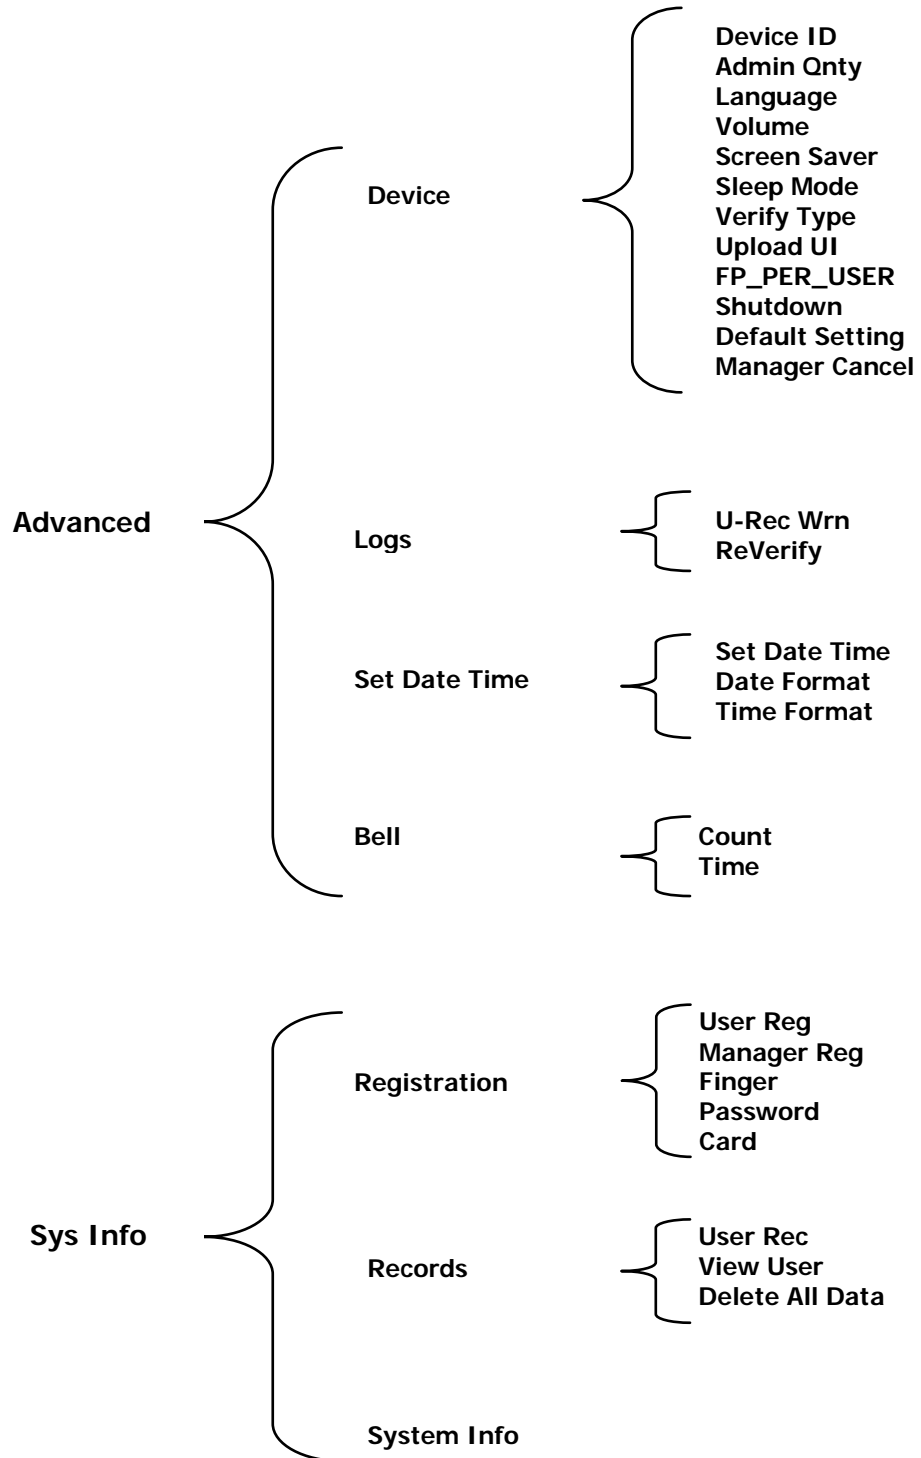 Advanced
Device
Device ID
Admin Qnty
Language
Volume
Screen Saver
Sleep Mode
Verify Type
Upload UI
FP_PER_USER
Shutdown
Default Setting
Manager Cancel
Logs
U-Rec Wrn
ReVerify
Set Date Time
Set Date Time
Date Format
Time Format
Bell
Count
Time
Sys Info
Registration
User Reg
Manager Reg
Finger
Password
Card
Records
User Rec
View User
Delete All Data
System Info